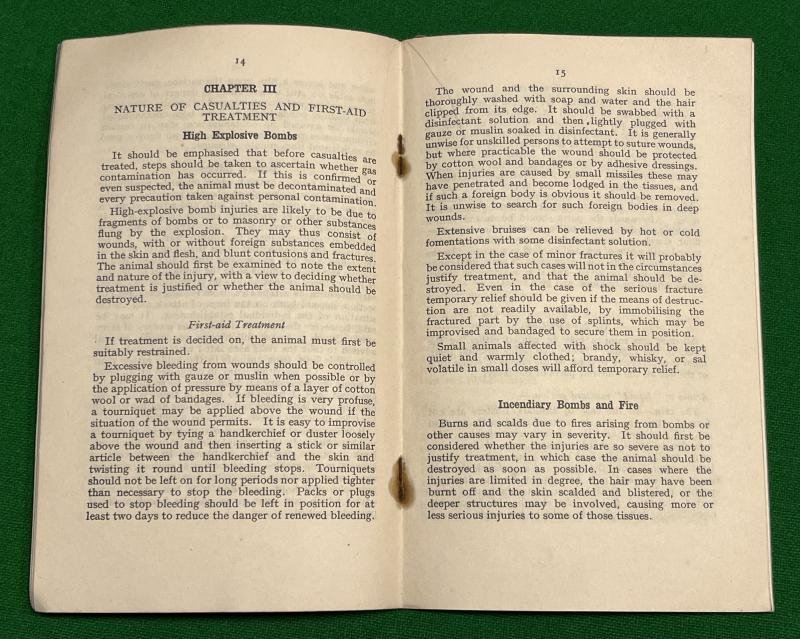 14
CHAPTER III
NATURE OF CASUALTIES AND FIRST-AID
TREATMENT
High Explosive Bombs
It should be emphasised that before casualties are
treated, steps should be taken to ascertain whether gas
contamination has occurred. If this is confirmed or
even suspected, the animal must be decontaminated and
every precaution taken against personal contamination.
High-explosive bomb injuries are likely to be due to
fragments of bombs or to masonry or other substances
flung by the explosion. They may thus consist of
wounds, with or without foreign substances embedded
in the skin and flesh, and blunt contusions and fractures.
The animal should first be examined to note the extent
and nature of the injury, with a view to deciding whether
treatment is justified or whether the animal should be
destroyed.
First-aid Treatment
If treatment is decided on, the animal must first be
suitably restrained.
Excessive bleeding from wounds should be controlled
by plugging with gauze or muslin when possible or by
the application of pressure by means of a layer of cotton
wool or wad of bandages. If bleeding is very profuse,
a tourniquet may be applied above the wound if the
situation of the wound permits. It is easy to improvise
a tourniquet by tying a handkerchief or duster loosely
above the wound and then inserting a stick or similar
article between the handkerchief and the skin and
twisting it round until bleeding stops. Tourniquets
should not be left on for long periods nor applied tighter
than necessary to stop the bleeding. Packs or plugs
used to stop bleeding should be left in position for at
least two days to reduce the danger of renewed bleeding.
15
The wound and the surrounding skin should be
thoroughly washed with soap and water and the hair
clipped from its edge. It should be swabbed with a
disinfectant solution and then lightly plugged with
gauze or muslin soaked in disinfectant. It is generally
unwise for unskilled persons to attempt to suture wounds,
but where practicable the wound should be protected
by cotton wool and bandages or by adhesive dressings.
When injuries are caused by small missiles these may
have penetrated and become lodged in the tissues, and
if such a foreign body is obvious it should be removed.
It is unwise to search for such foreign bodies in deep
wounds.
Extensive bruises can be relieved by hot or cold
fomentations with some disinfectant solution.
Except in the case of minor fractures it will probably
be considered that such cases will not in the circumstances
justify treatment, and that the animal should be de-
stroyed. Even in the case of the serious fracture
temporary relief should be given if the means of destruc-
tion are not readily available, by immobilising the
fractured part by the use of splints, which may be
improvised and bandaged to secure them in position.
Small animals affected with shock should be kept
quiet and warmly clothed; brandy, whisky, or sal
volatile in small doses will afford temporary relief.
Incendiary Bombs and Fire
Burns and scalds due to fires arising from bombs or
other causes may vary in severity. It should first be
considered whether the injuries are so severe as not to
justify treatment, in which case the animal should be
destroyed as soon as possible. In cases where the
injuries are limited in degree, the hair may have been
burnt off and the skin scalded and blistered, or the
deeper structures may be involved, causing more or
less serious injuries to some of those tissues.